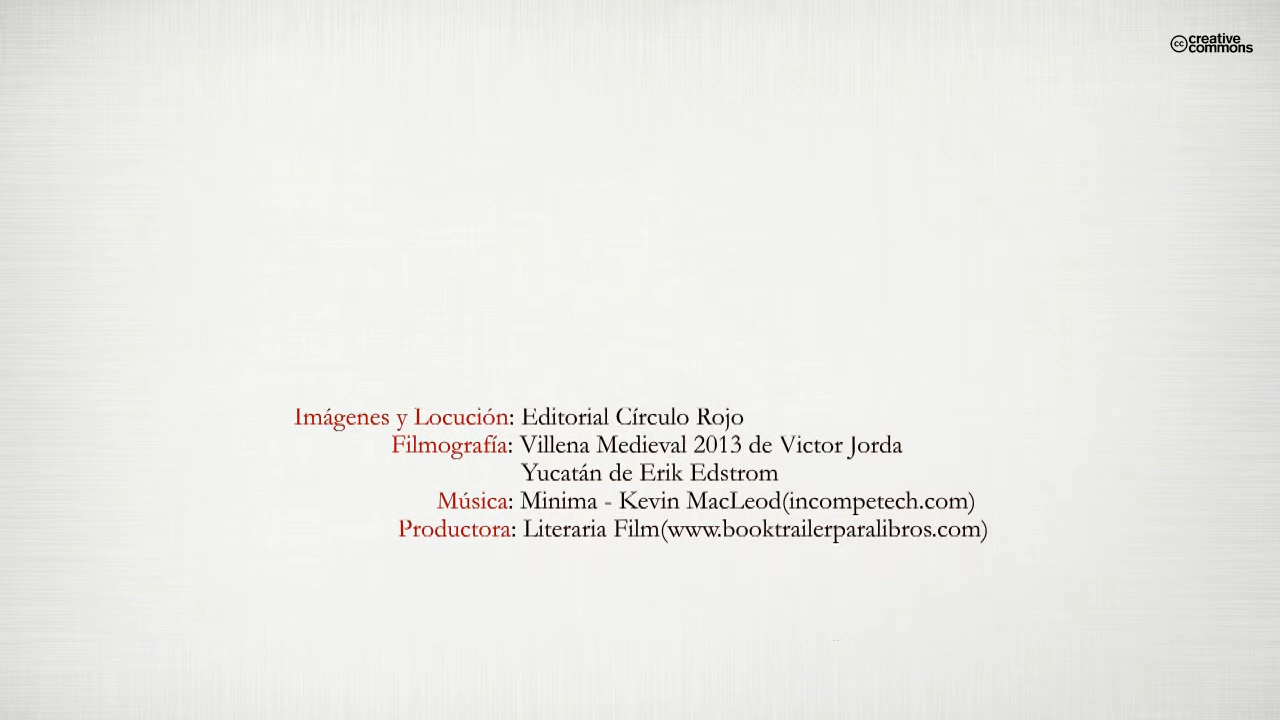 cc creative
commons
Imágenes y Locución: Editorial Círculo Rojo
Filmografía: Villena Medieval 2013 de Victor Jorda
Yucatán de Erik Edstrom
Música: Minima - Kevin MacLeod(incompetech.com)
Productora: Literaria Film(www.booktrailerparalibros.com)